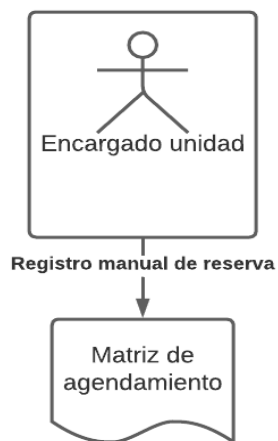 Encargado unidad
Registro manual de reserva
Matriz de
agendamiento